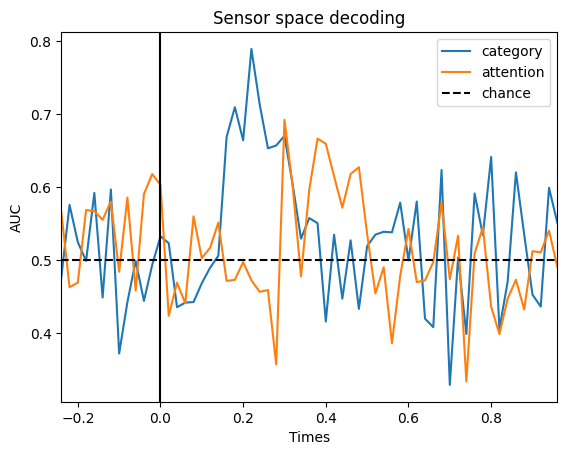 Sensor space decoding
AUC
0.8
0.7
0.6
0.5
0.4
category
attention
chance
−0.2
0.0
0.2
0.4
0.6
0.8
Times